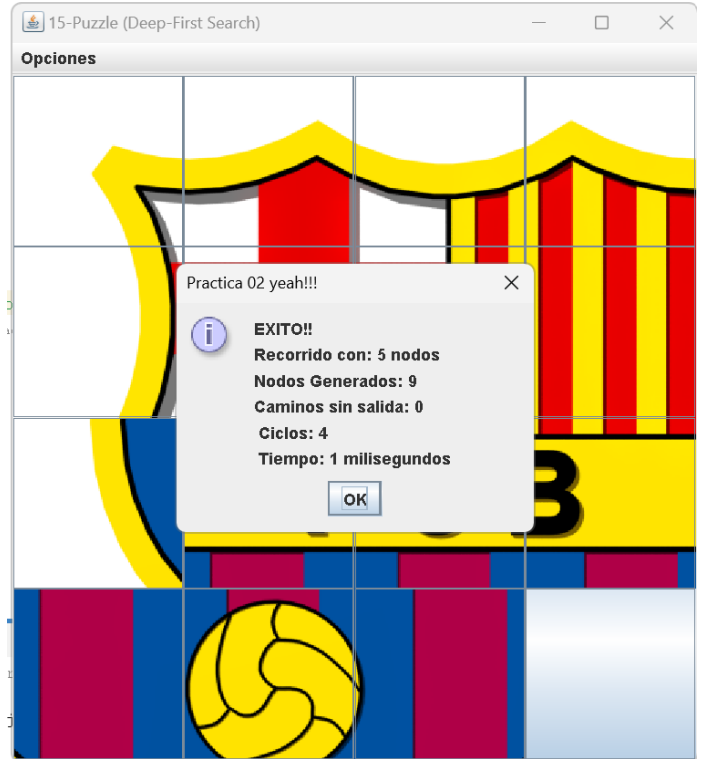 15-Puzzle (Deep-First Search)
Opciones
Practica 02 yeah!!!
EXITO!!
Recorrido con: 5 nodos
Nodos Generados: 9
Caminos sin salida: 0
Ciclos: 4
Tiempo: 1 milisegundos
OK
B